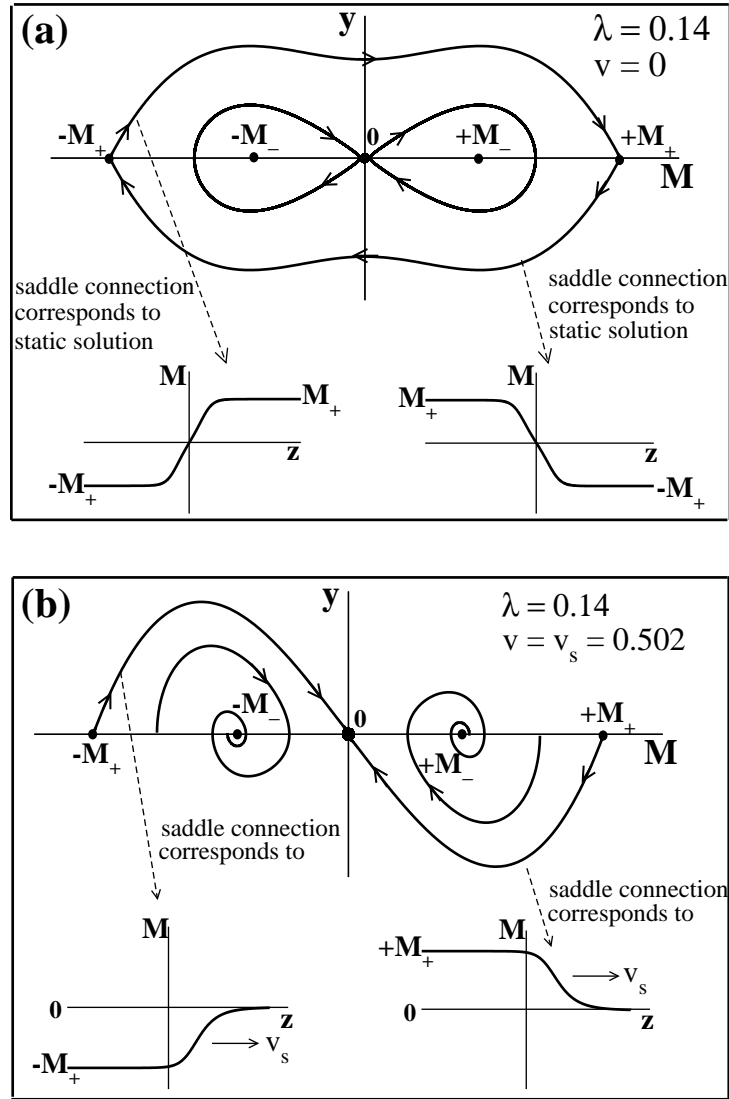 (a)
y
λ = 0.14
v = 0
-M₊
-M₋
0
+M₋
+M₊
M
saddle connection
corresponds to
static solution
saddle connection
corresponds to
static solution
M
M₊
z
-M₊
M
M₊
z
-M₊
(b)
y
λ = 0.14
v = vₛ = 0.502
-M₋
0
+M₊
-M₊
+M₋
M
saddle connection
corresponds to
saddle connection
corresponds to
M
0
z
vₛ
-M₊
M
+M₊
vₛ
0
z